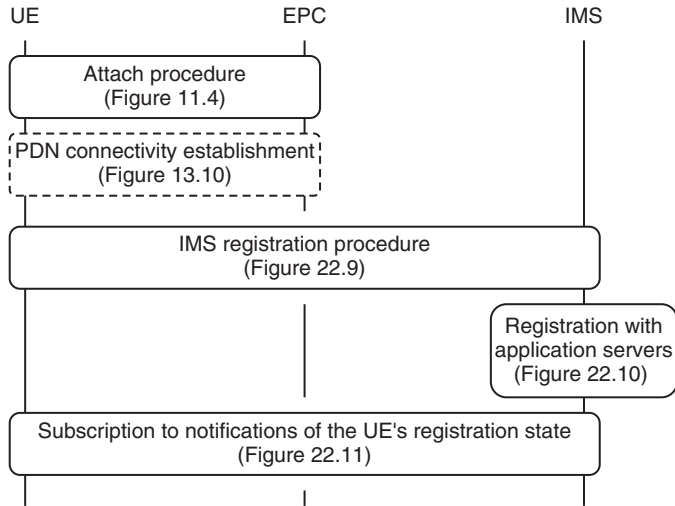 UE EPC IMS
Attach procedure
(Figure 11.4)
PDN connectivity establishment
(Figure 13.10)
IMS registration procedure
(Figure 22.9)
Registration with
application servers
(Figure 22.10)
Subscription to notifications of the UE's registration state
(Figure 22.11)